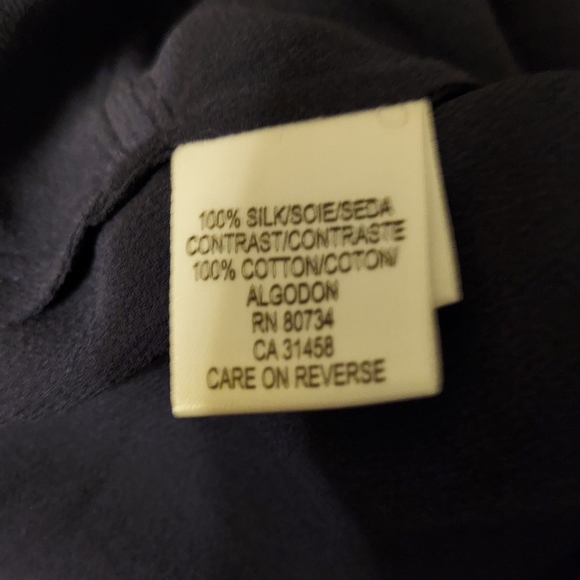 100% SILK/SOIE/SEDA
CONTRAST/CONTRASTE
100% COTTON/COTON/
ALGODON
RN 80734
CA 31458
CARE ON REVERSE